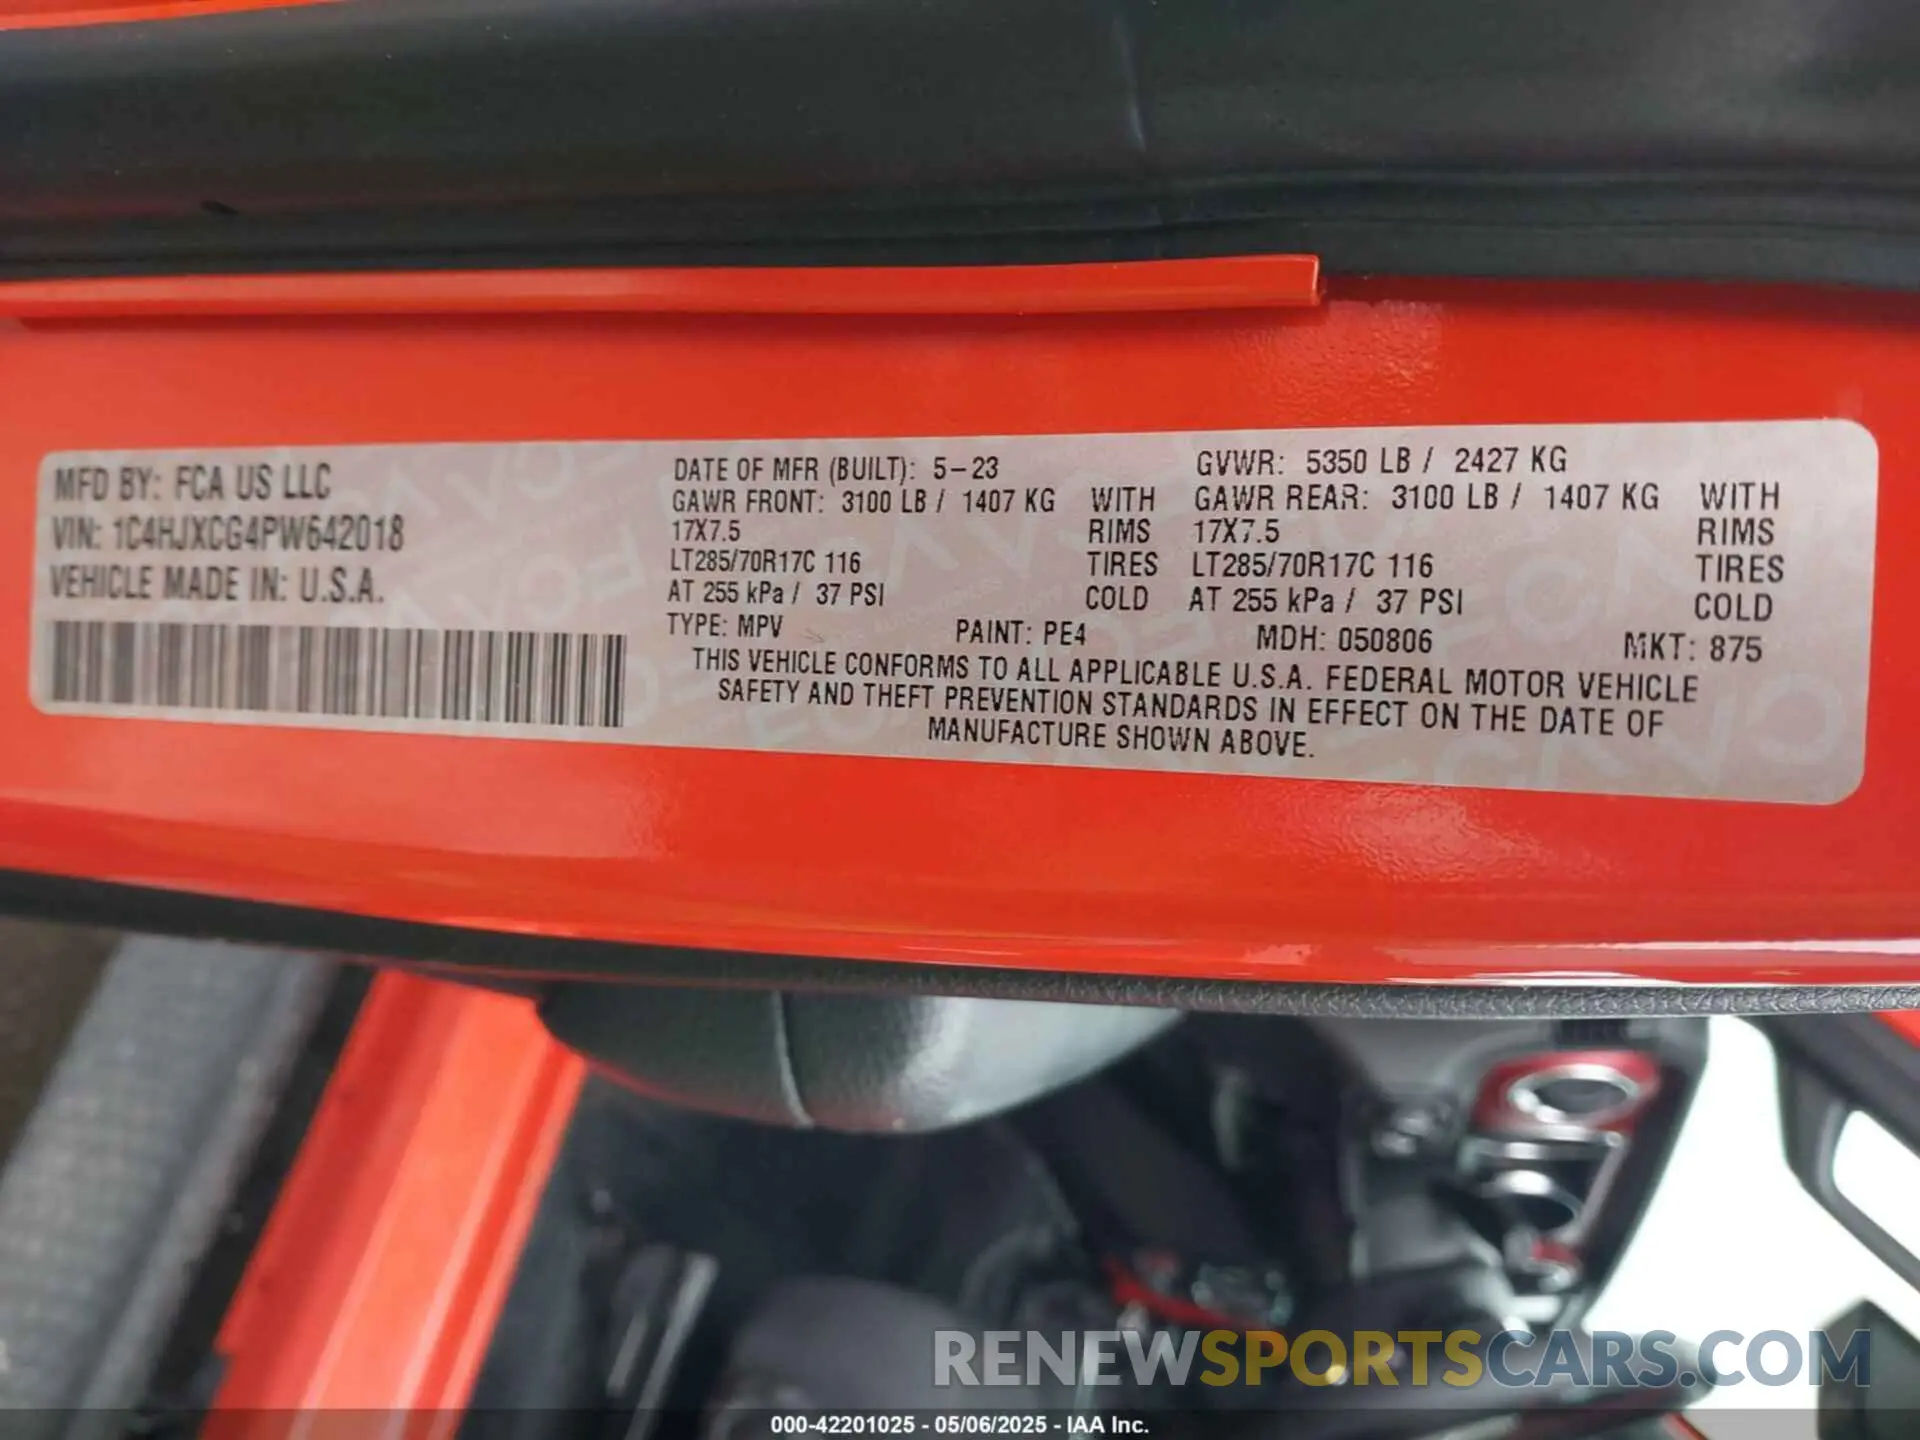 MFD BY: FCA US LLC
VIN: 1C4HJXCG4PW642018
VEHICLE MADE IN: U.S.A.
DATE OF MFR (BUILT): 5-23 GVWR: 5350 LB / 2427 KG
GAWR FRONT: 3100 LB / 1407 KG WITH GAWR REAR: 3100 LB / 1407 KG WITH
17X7.5 RIMS 17X7.5 RIMS
LT285/70R17C 116 TIRES LT285/70R17C 116 TIRES
AT 255 kPa / 37 PSI COLD AT 255 kPa / 37 PSI COLD
TYPE: MPV PAINT: PE4 MDH: 050806 MKT: 875
THIS VEHICLE CONFORMS TO ALL APPLICABLE U.S.A. FEDERAL MOTOR VEHICLE
SAFETY AND THEFT PREVENTION STANDARDS IN EFFECT ON THE DATE OF
MANUFACTURE SHOWN ABOVE.
RENEWSPORTSCARS.COM
000-42201025 - 05/06/2025 - IAA Inc.